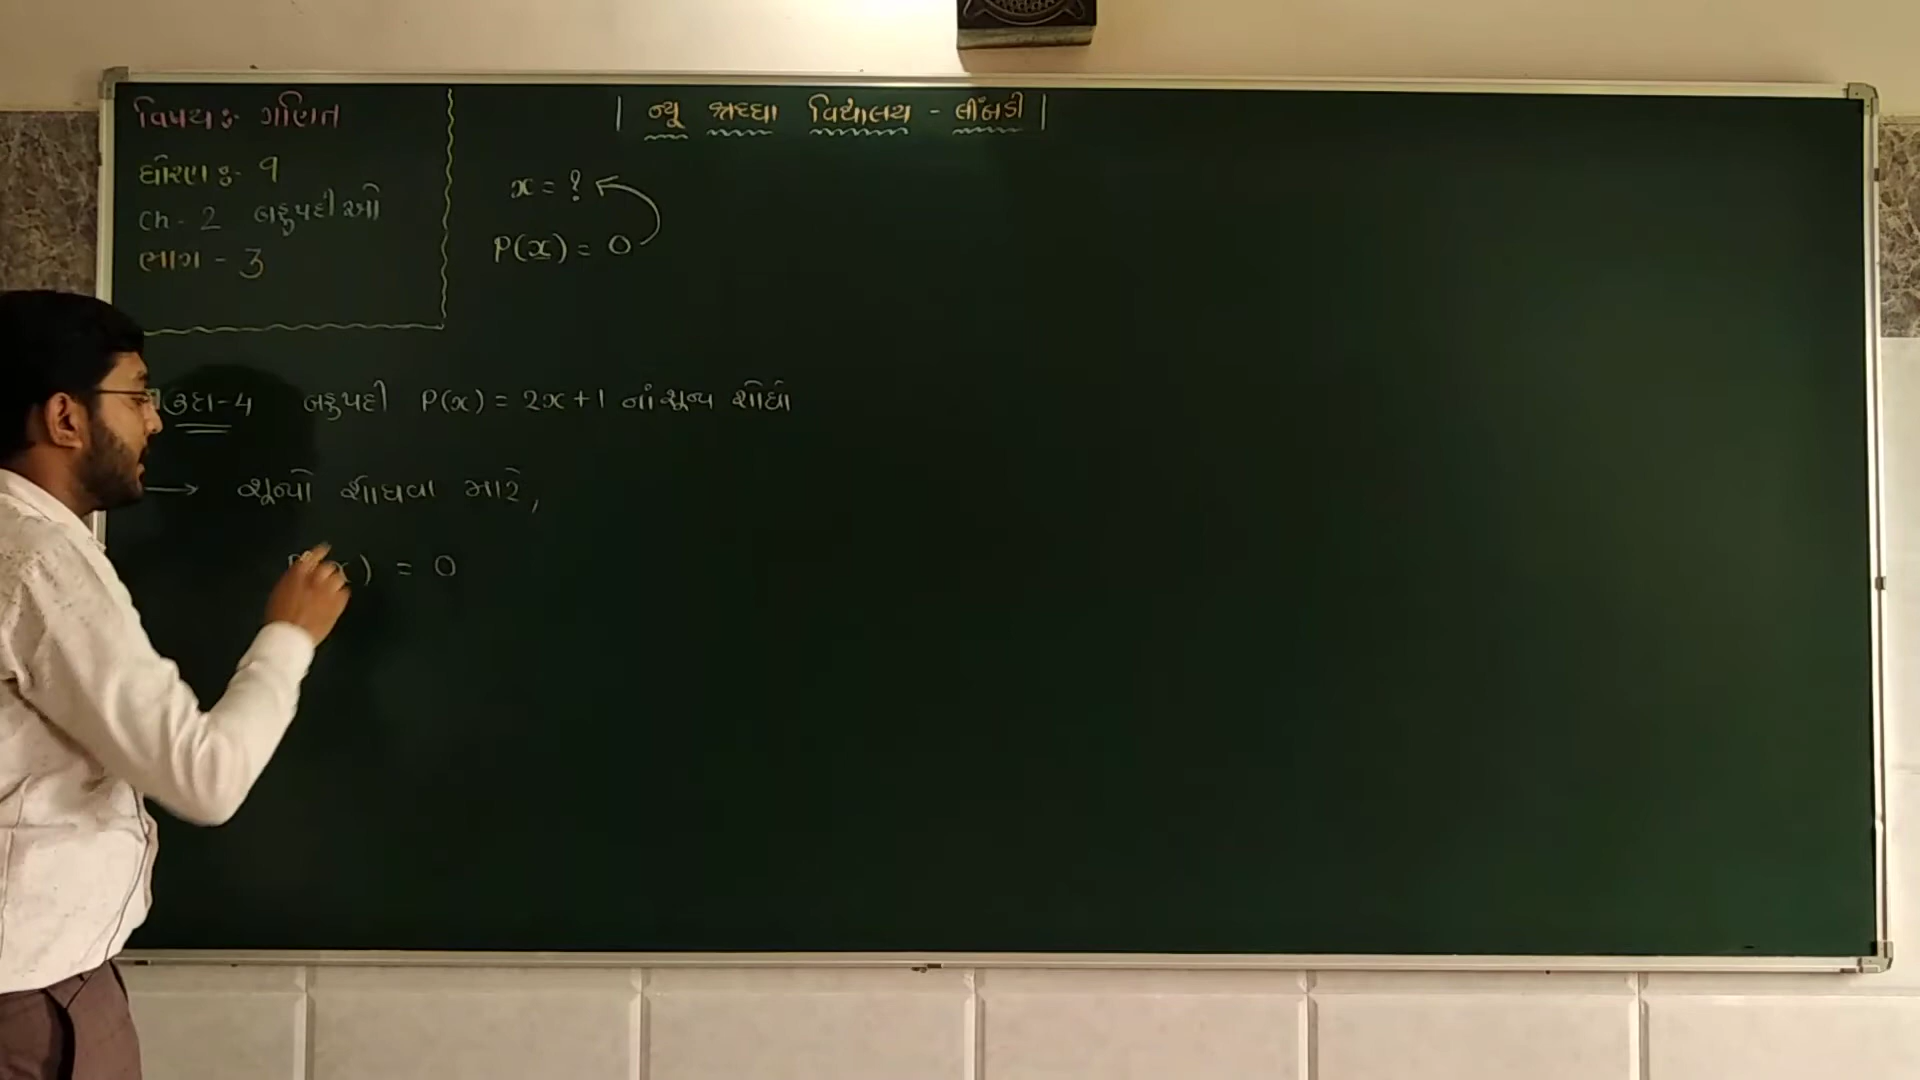 વિષય ઃ ગણિત
ધોરણ ઃ- 9
Ch - 2 બહુપદીઓ
ભાગ - 3
| ન્યૂ શ્રધ્ધા વિદ્યાલય - લીંબડી |
x = ?
P(x) = 0
ઉદા-4 બહુપદી P(x) = 2x+1 નાં શૂન્ય શોધો
→ શૂન્યો શોધવા માટે,
P(x) = 0